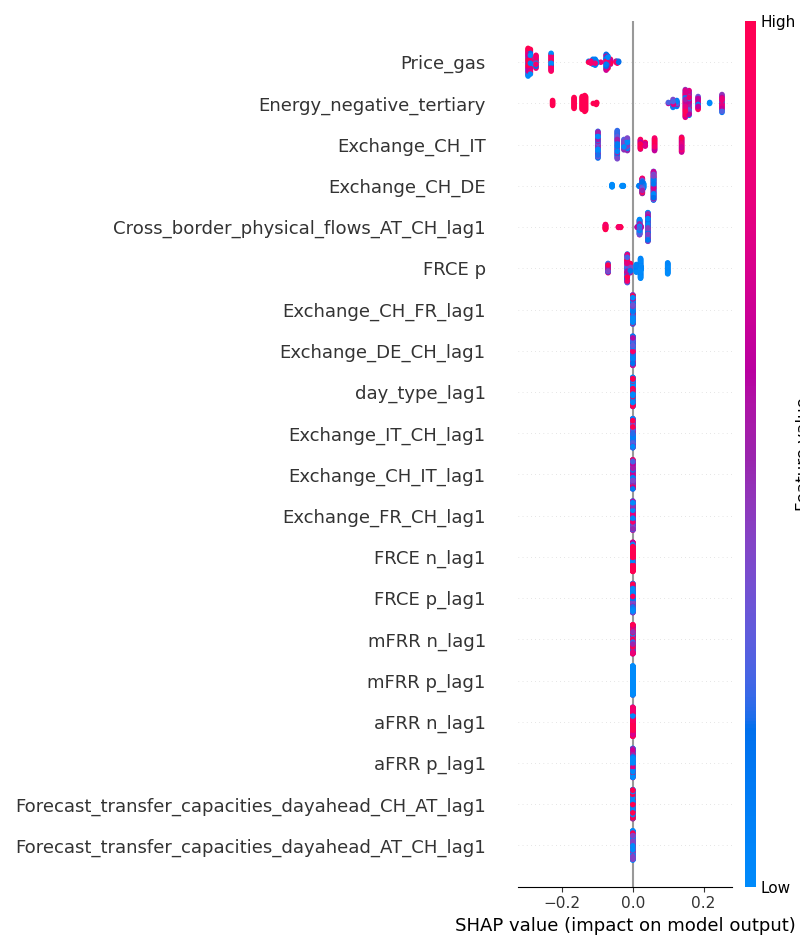 High
Price_gas
Energy_negative_tertiary
Exchange_CH_IT
Exchange_CH_DE
Cross_border_physical_flows_AT_CH_lag1
FRCE p
Exchange_CH_FR_lag1
Exchange_DE_CH_lag1
day_type_lag1
Exchange_IT_CH_lag1
Exchange_CH_IT_lag1
Exchange_FR_CH_lag1
FRCE n_lag1
FRCE p_lag1
mFRR n_lag1
mFRR p_lag1
aFRR n_lag1
aFRR p_lag1
Forecast_transfer_capacities_dayahead_CH_AT_lag1
Forecast_transfer_capacities_dayahead_AT_CH_lag1
Low
−0.2 0.0 0.2
SHAP value (impact on model output)